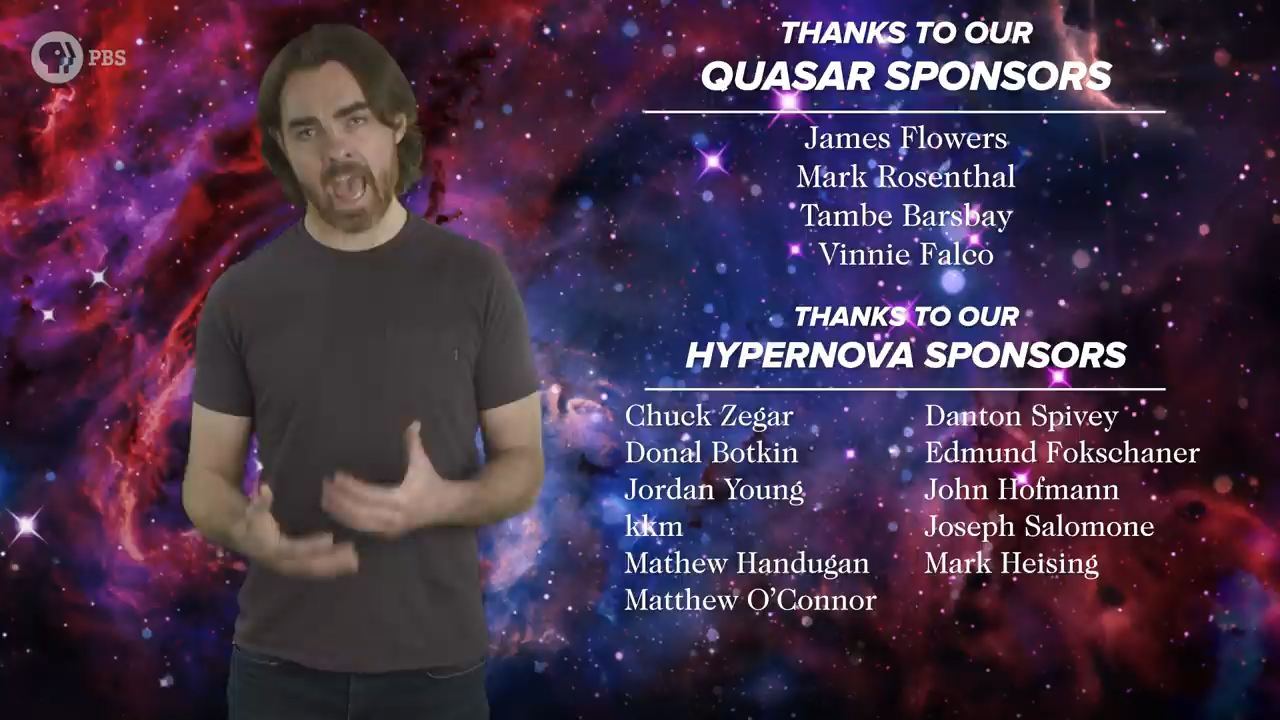 PBS
THANKS TO OUR
QUASAR SPONSORS
James Flowers
Mark Rosenthal
Tambe Barsbay
Vinnie Falco
THANKS TO OUR
HYPERNOVA SPONSORS
Chuck Zegar
Donal Botkin
Jordan Young
kkm
Mathew Handugan
Matthew O’Connor
Danton Spivey
Edmund Fokschaner
John Hofmann
Joseph Salomone
Mark Heising